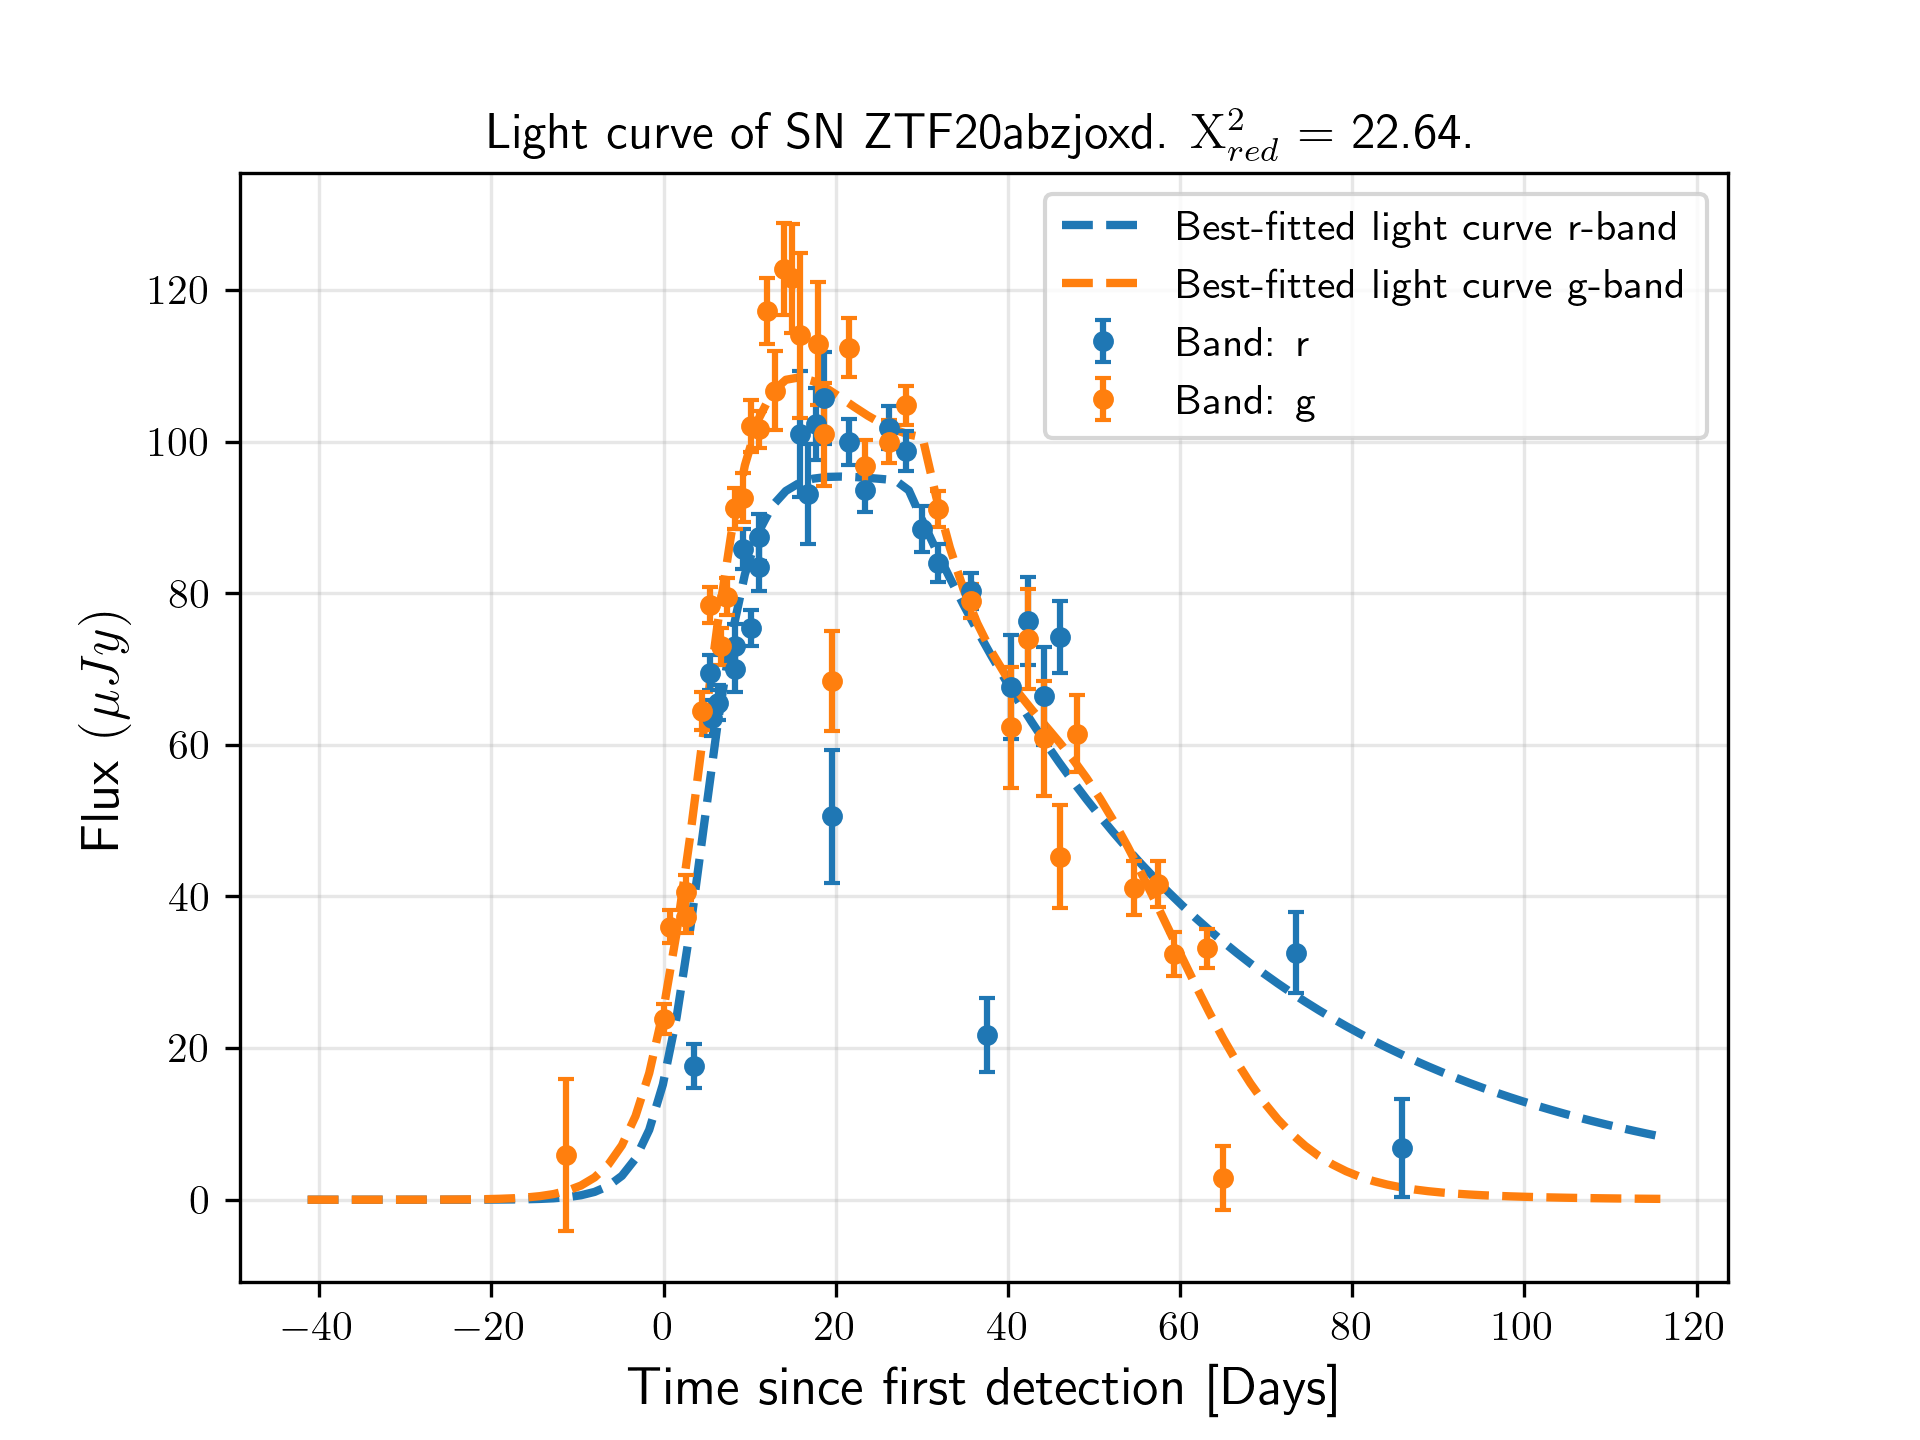 Light curve of SN ZTF20abzjoxd. X²_red = 22.64.
Best-fitted light curve r-band
Best-fitted light curve g-band
Band: r
Band: g
Flux (μJy)
120
100
80
60
40
20
0
−40 −20 0 20 40 60 80 100 120
Time since first detection [Days]